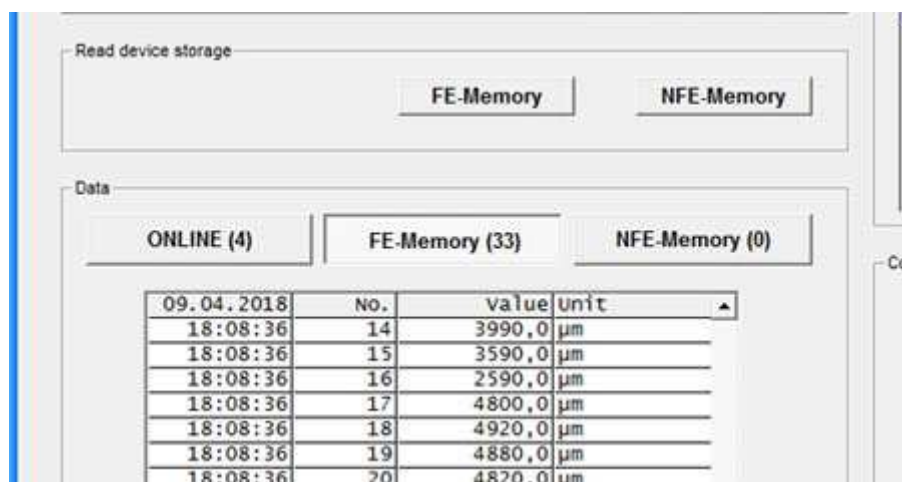 Read device storage
FE-Memory NFE-Memory
Data
ONLINE (4) FE-Memory (33) NFE-Memory (0)
09.04.2018 No. Value Unit
18:08:36 14 3990,0 µm
18:08:36 15 3590,0 µm
18:08:36 16 2590,0 µm
18:08:36 17 4800,0 µm
18:08:36 18 4920,0 µm
18:08:36 19 4880,0 µm
18:08:36 20 4820,0 µm